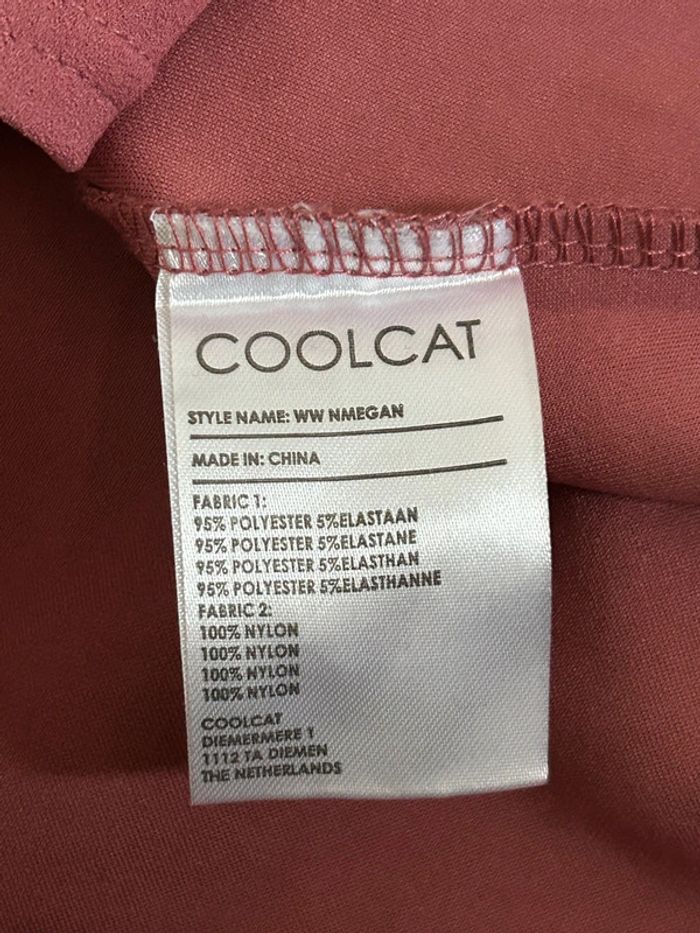 COOLCAT
STYLE NAME: WW NMEGAN
MADE IN: CHINA
FABRIC 1:
95% POLYESTER 5%ELASTAAN
95% POLYESTER 5%ELASTANE
95% POLYESTER 5%ELASTHAN
95% POLYESTER 5%ELASTHANNE
FABRIC 2:
100% NYLON
100% NYLON
100% NYLON
100% NYLON
COOLCAT
DIEMERMERE 1
1112 TA DIEMEN
THE NETHERLANDS